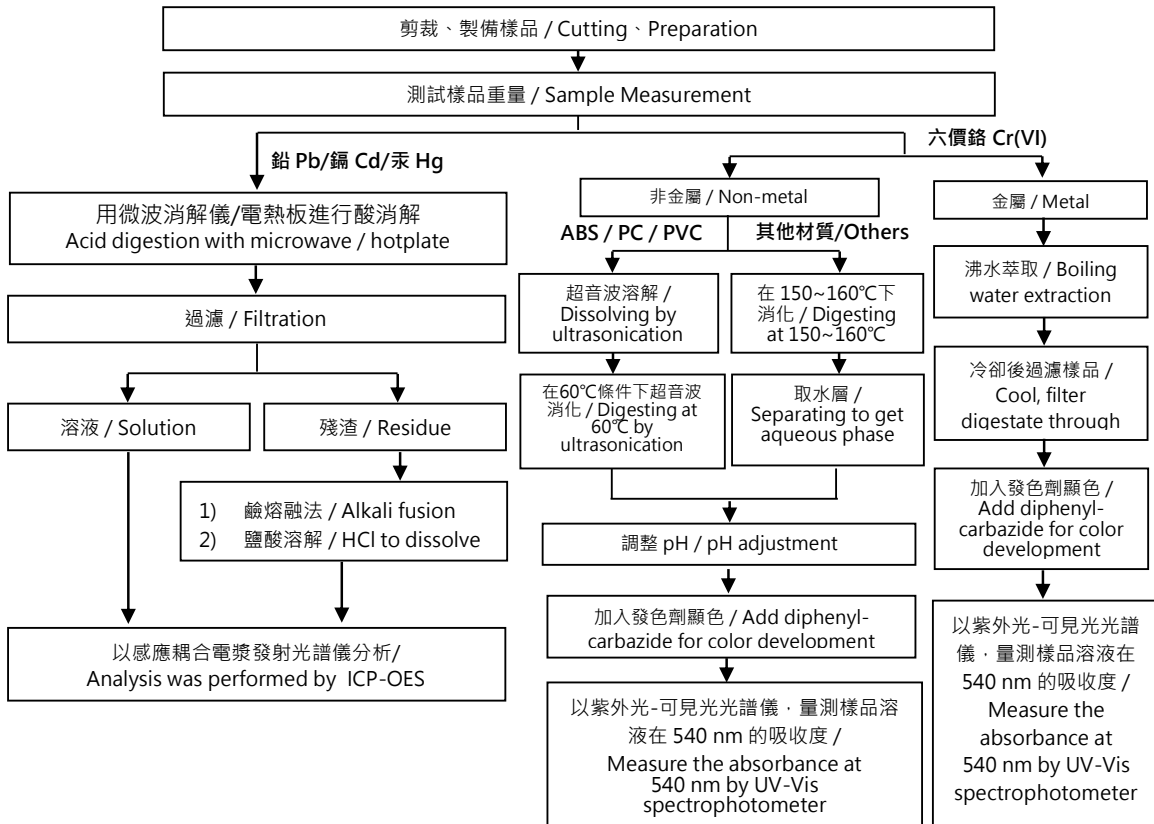 剪裁、製備樣品 / Cutting、Preparation
測試樣品重量 / Sample Measurement
鉛 Pb/鎘 Cd/汞 Hg
六價鉻 Cr(VI)
用微波消解儀/電熱板進行酸消解
Acid digestion with microwave / hotplate
過濾 / Filtration
溶液 / Solution
殘渣 / Residue
1) 鹼熔融法 / Alkali fusion
2) 鹽酸溶解 / HCl to dissolve
以感應耦合電漿發射光譜儀分析/
Analysis was performed by ICP-OES
非金屬 / Non-metal
ABS / PC / PVC
其他材質/Others
超音波溶解 /
Dissolving by
ultrasonication
在60℃條件下超音波
消化 / Digesting at
60℃ by
ultrasonication
在 150~160℃下
消化 / Digesting
at 150~160℃
取水層 /
Separating to get
aqueous phase
調整 pH / pH adjustment
加入發色劑顯色 / Add diphenyl-
carbazide for color development
以紫外光-可見光光譜儀，量測樣品溶
液在 540 nm 的吸收度 /
Measure the absorbance at
540 nm by UV-Vis
spectrophotometer
金屬 / Metal
沸水萃取 / Boiling
water extraction
冷卻後過濾樣品 /
Cool, filter
digestate through
加入發色劑顯色 /
Add diphenyl-
carbazide for color
development
以紫外光-可見光光譜
儀，量測樣品溶液在
540 nm 的吸收度 /
Measure the
absorbance at
540 nm by UV-Vis
spectrophotometer